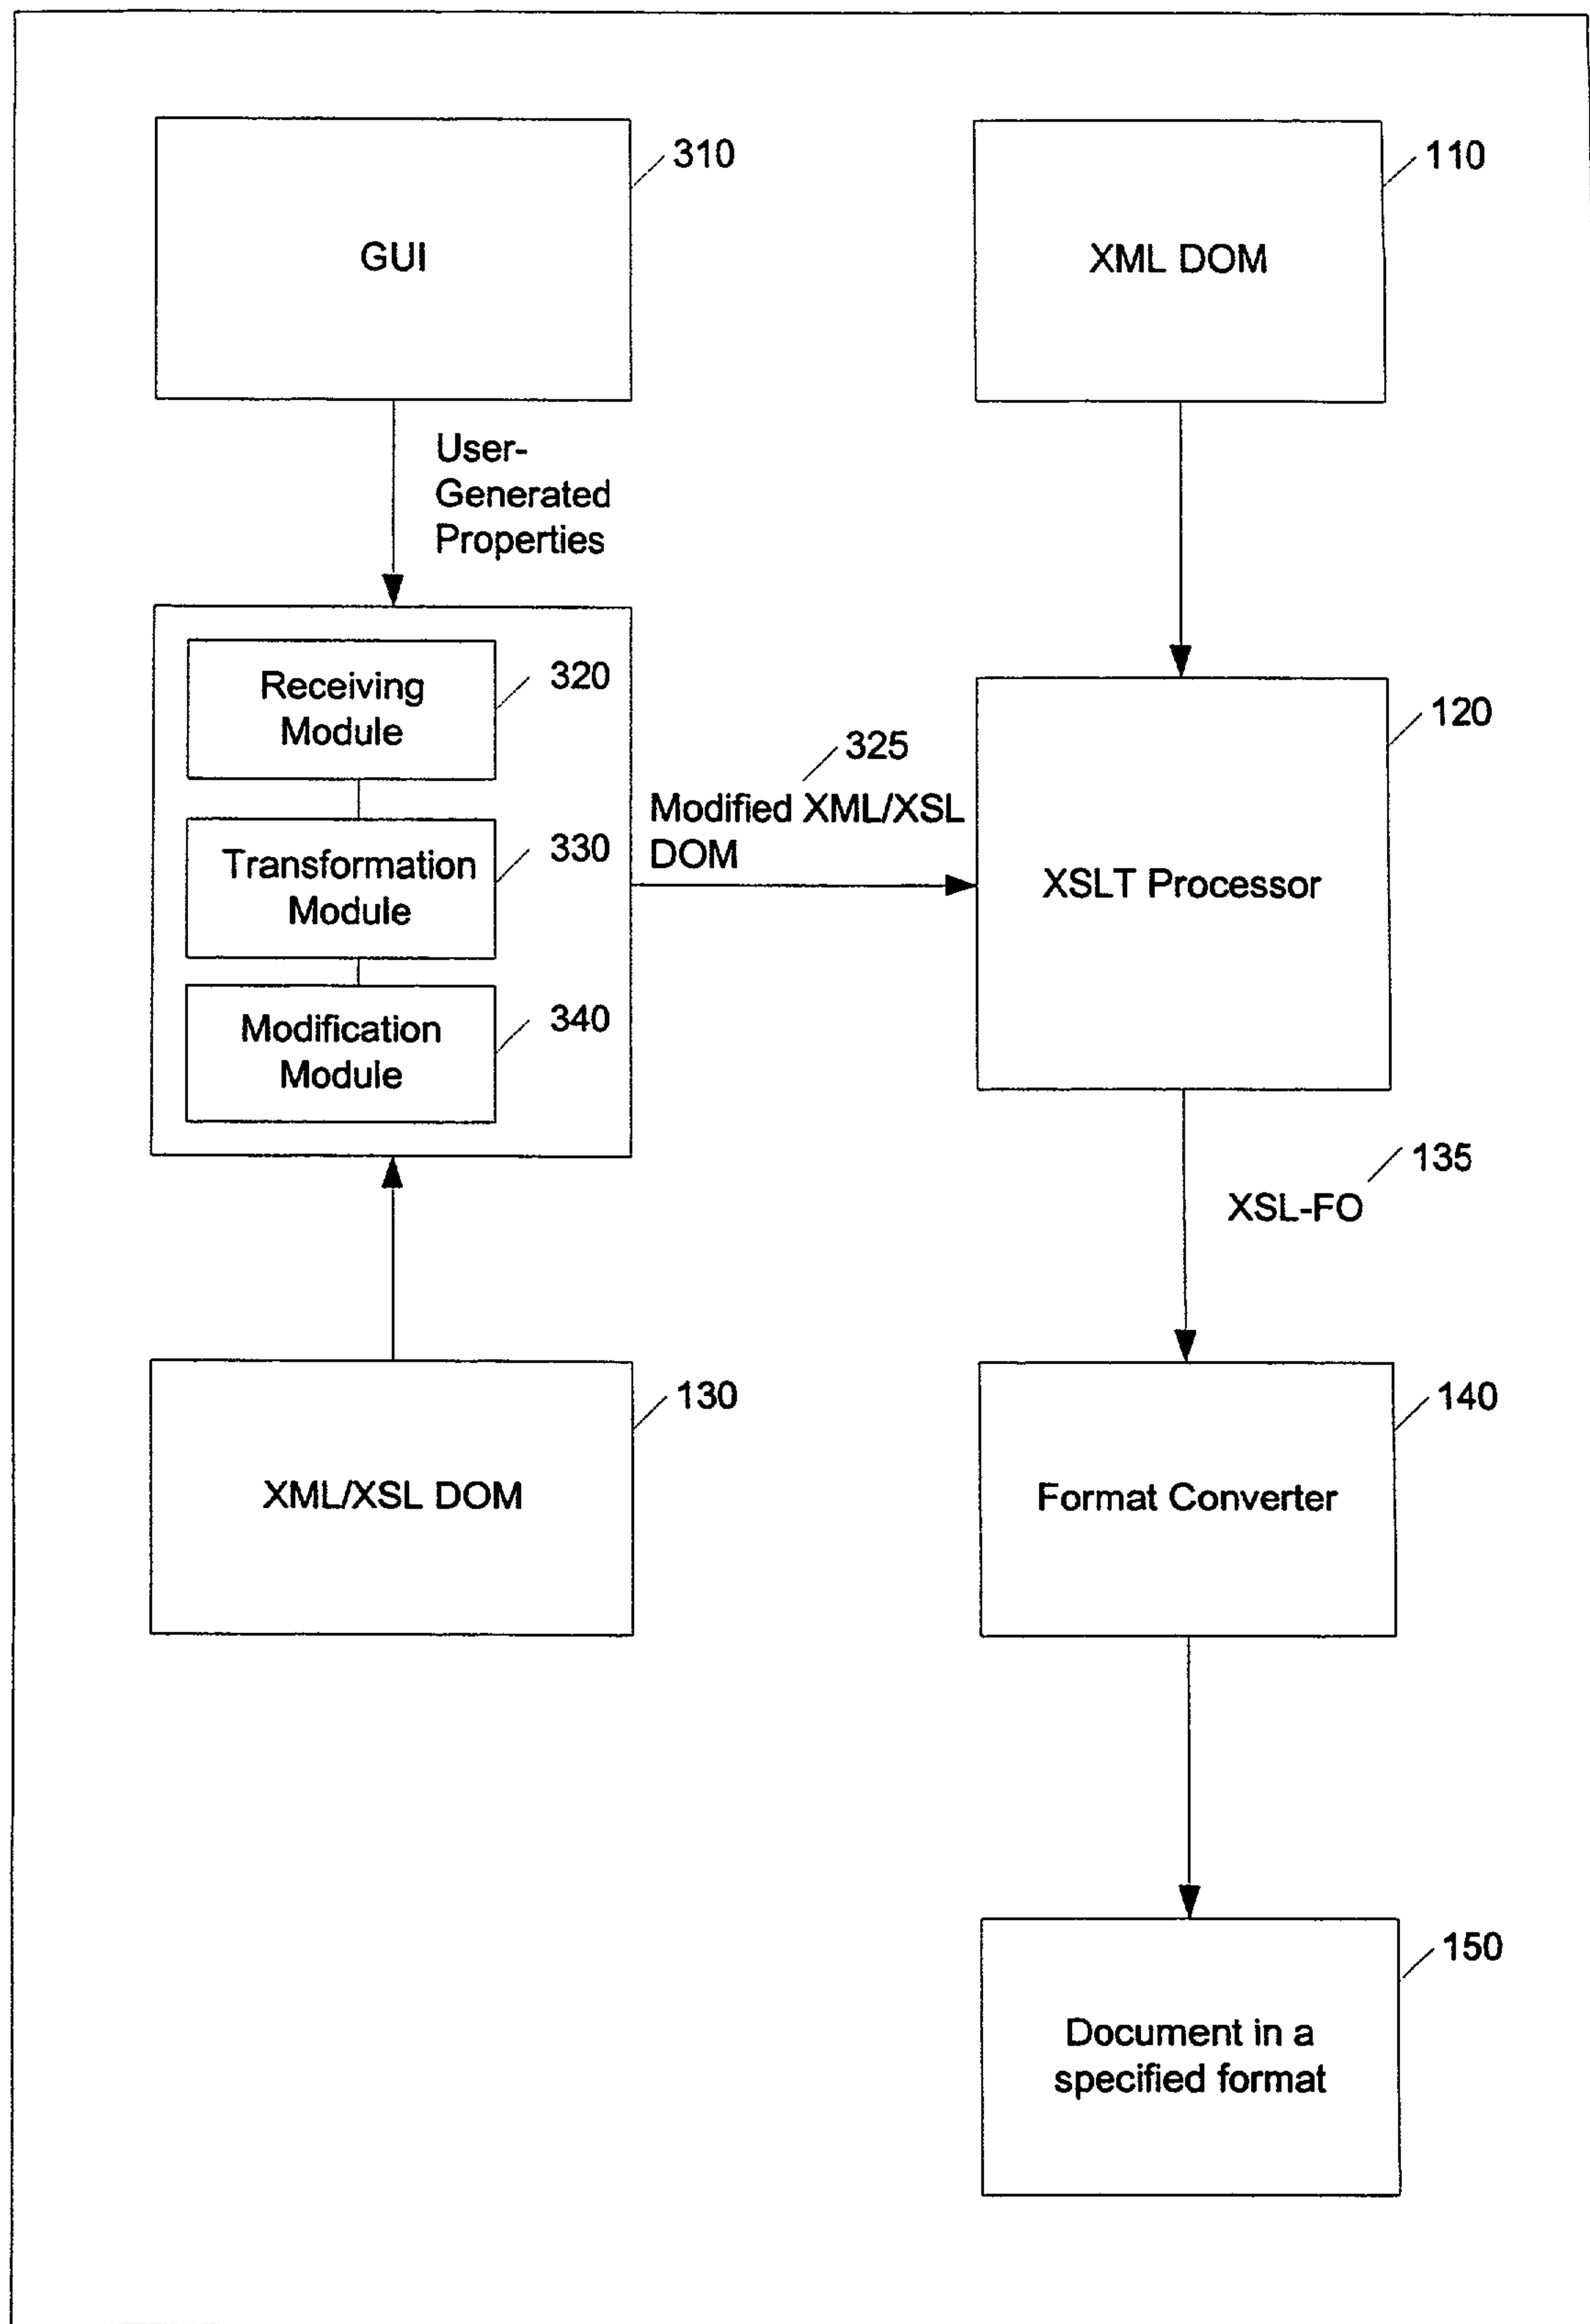 310
GUI
110
XML DOM
User-
Generated
Properties
Receiving
Module
320
Transformation
Module
330
Modification
Module
340
325
Modified XML/XSL
DOM
120
XSLT Processor
135
XSL-FO
130
XML/XSL DOM
140
Format Converter
150
Document in a
specified format